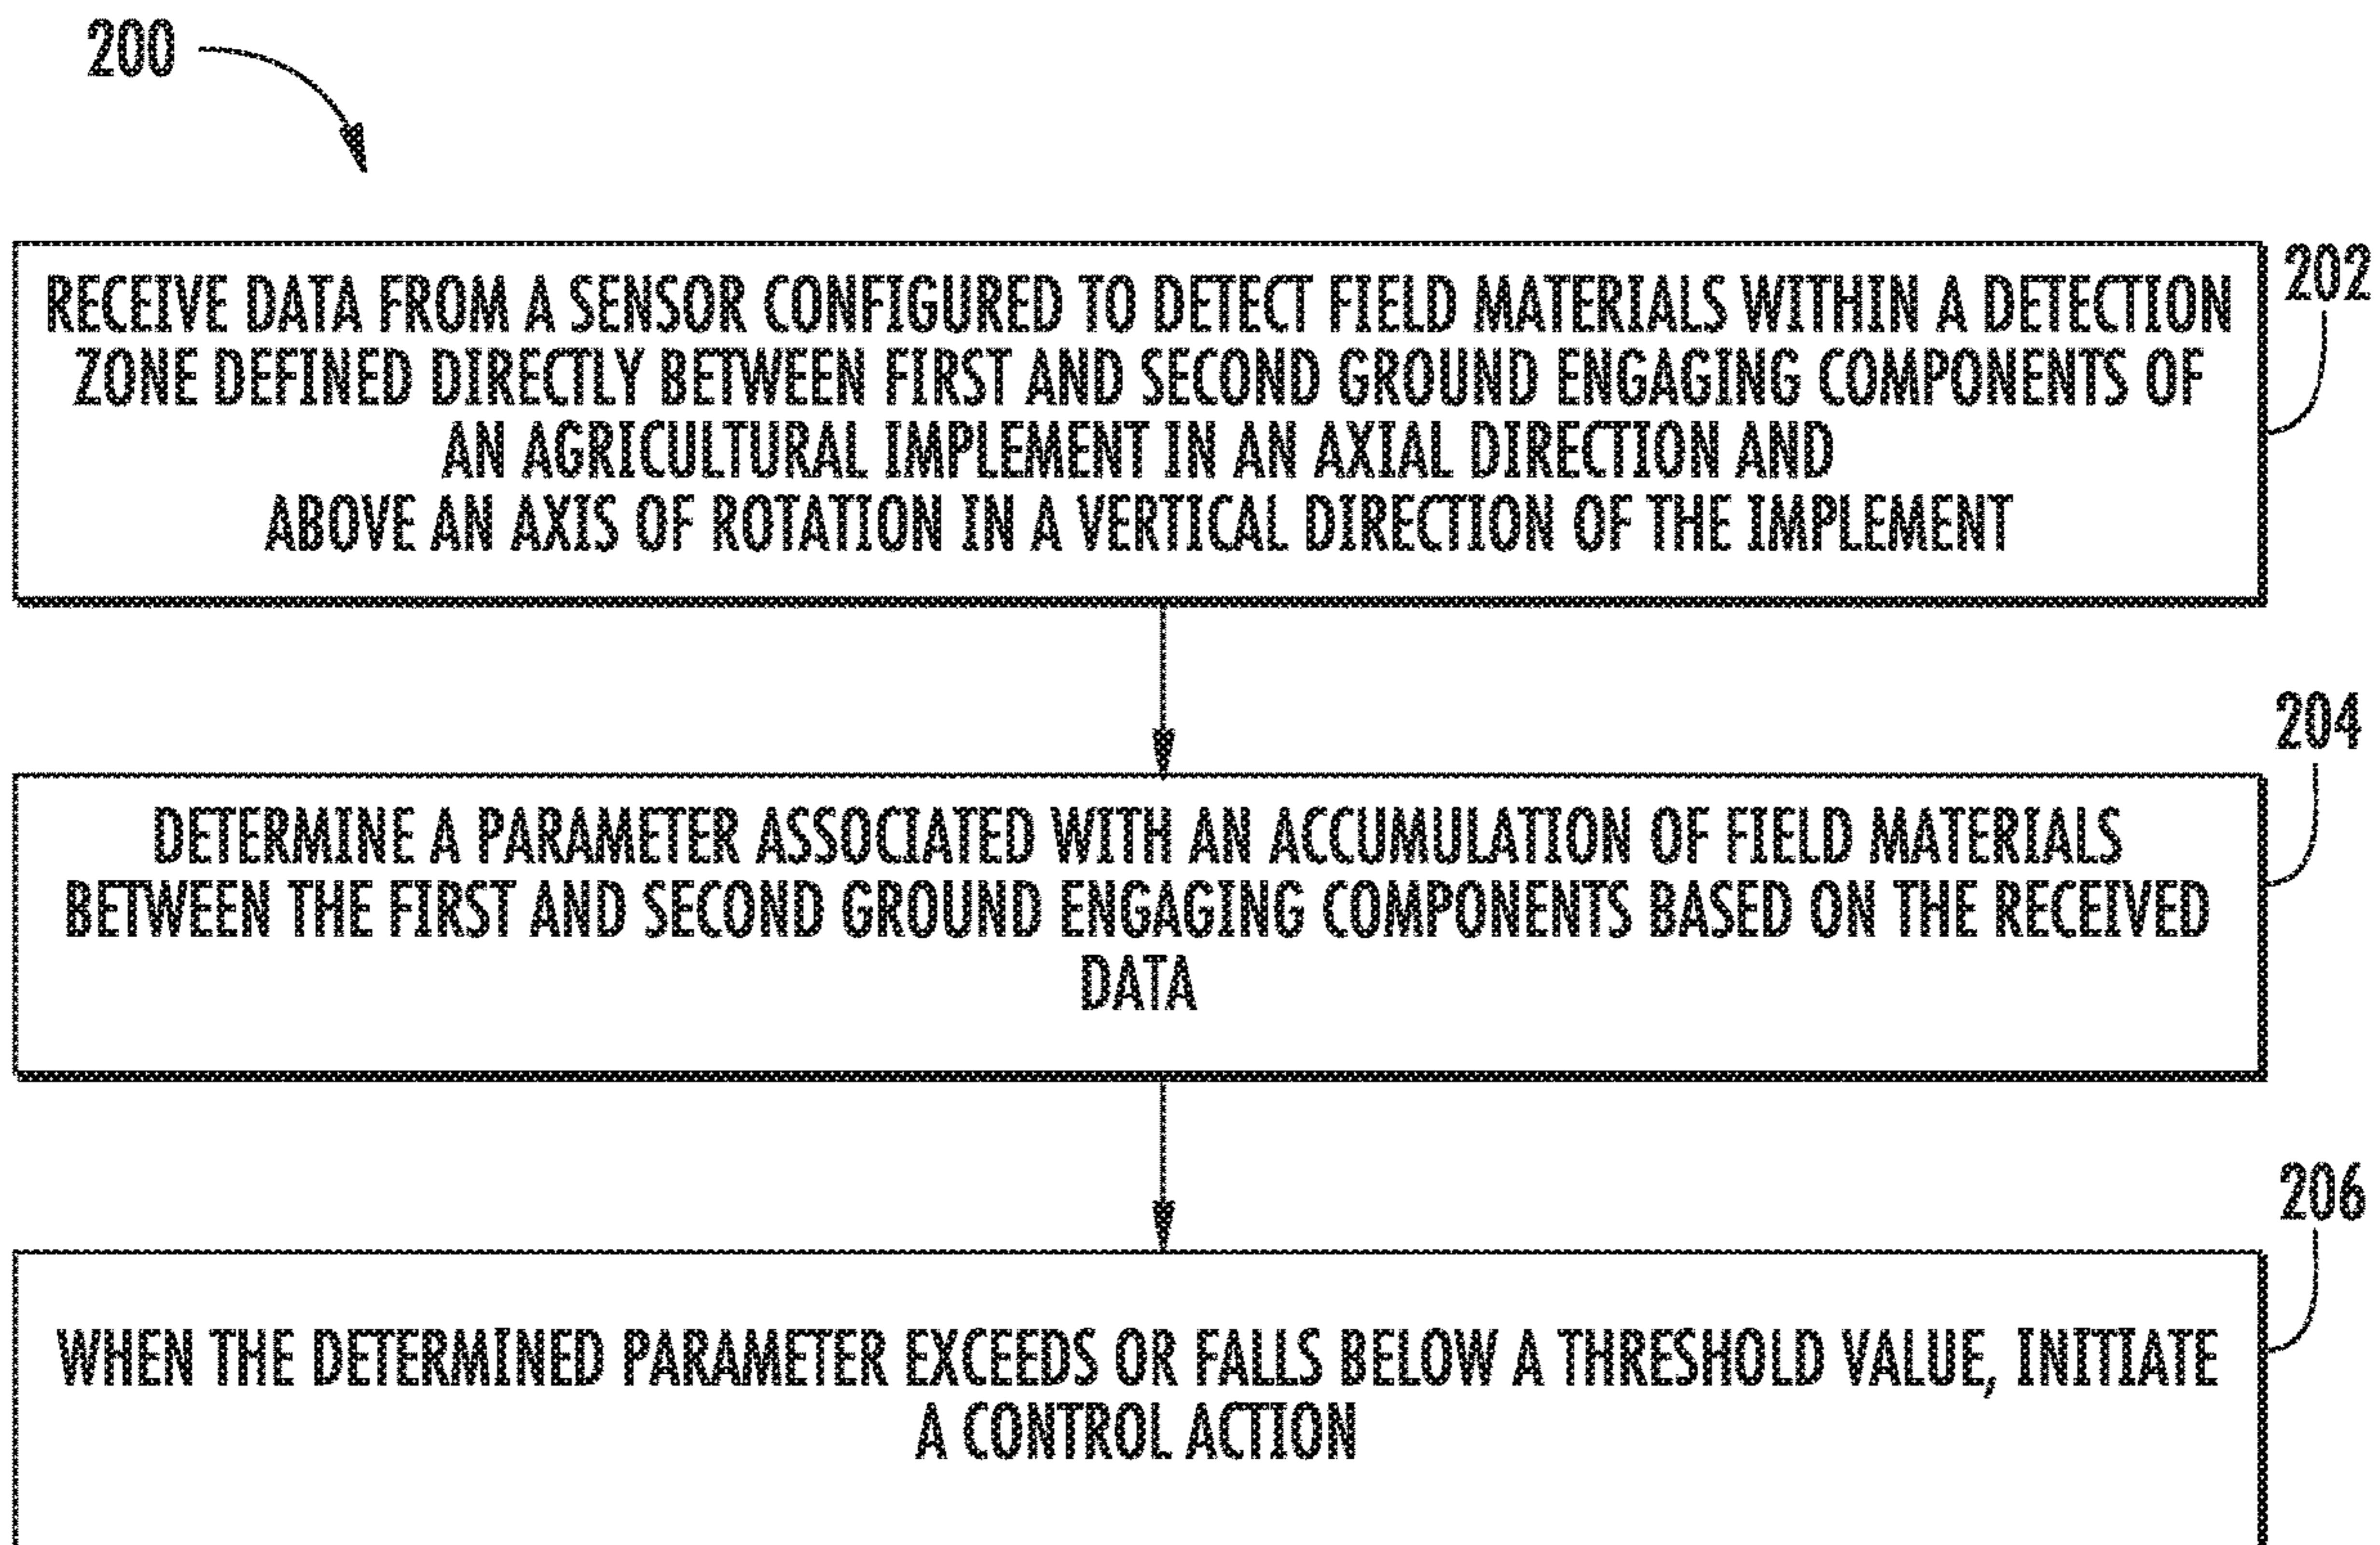 200
RECEIVE DATA FROM A SENSOR CONFIGURED TO DETECT FIELD MATERIALS WITHIN A DETECTION
ZONE DEFINED DIRECTLY BETWEEN FIRST AND SECOND GROUND ENGAGING COMPONENTS OF
AN AGRICULTURAL IMPLEMENT IN AN AXIAL DIRECTION AND
ABOVE AN AXIS OF ROTATION IN A VERTICAL DIRECTION OF THE IMPLEMENT
202
DETERMINE A PARAMETER ASSOCIATED WITH AN ACCUMULATION OF FIELD MATERIALS
BETWEEN THE FIRST AND SECOND GROUND ENGAGING COMPONENTS BASED ON THE RECEIVED
DATA
204
WHEN THE DETERMINED PARAMETER EXCEEDS OR FALLS BELOW A THRESHOLD VALUE, INITIATE
A CONTROL ACTION
206